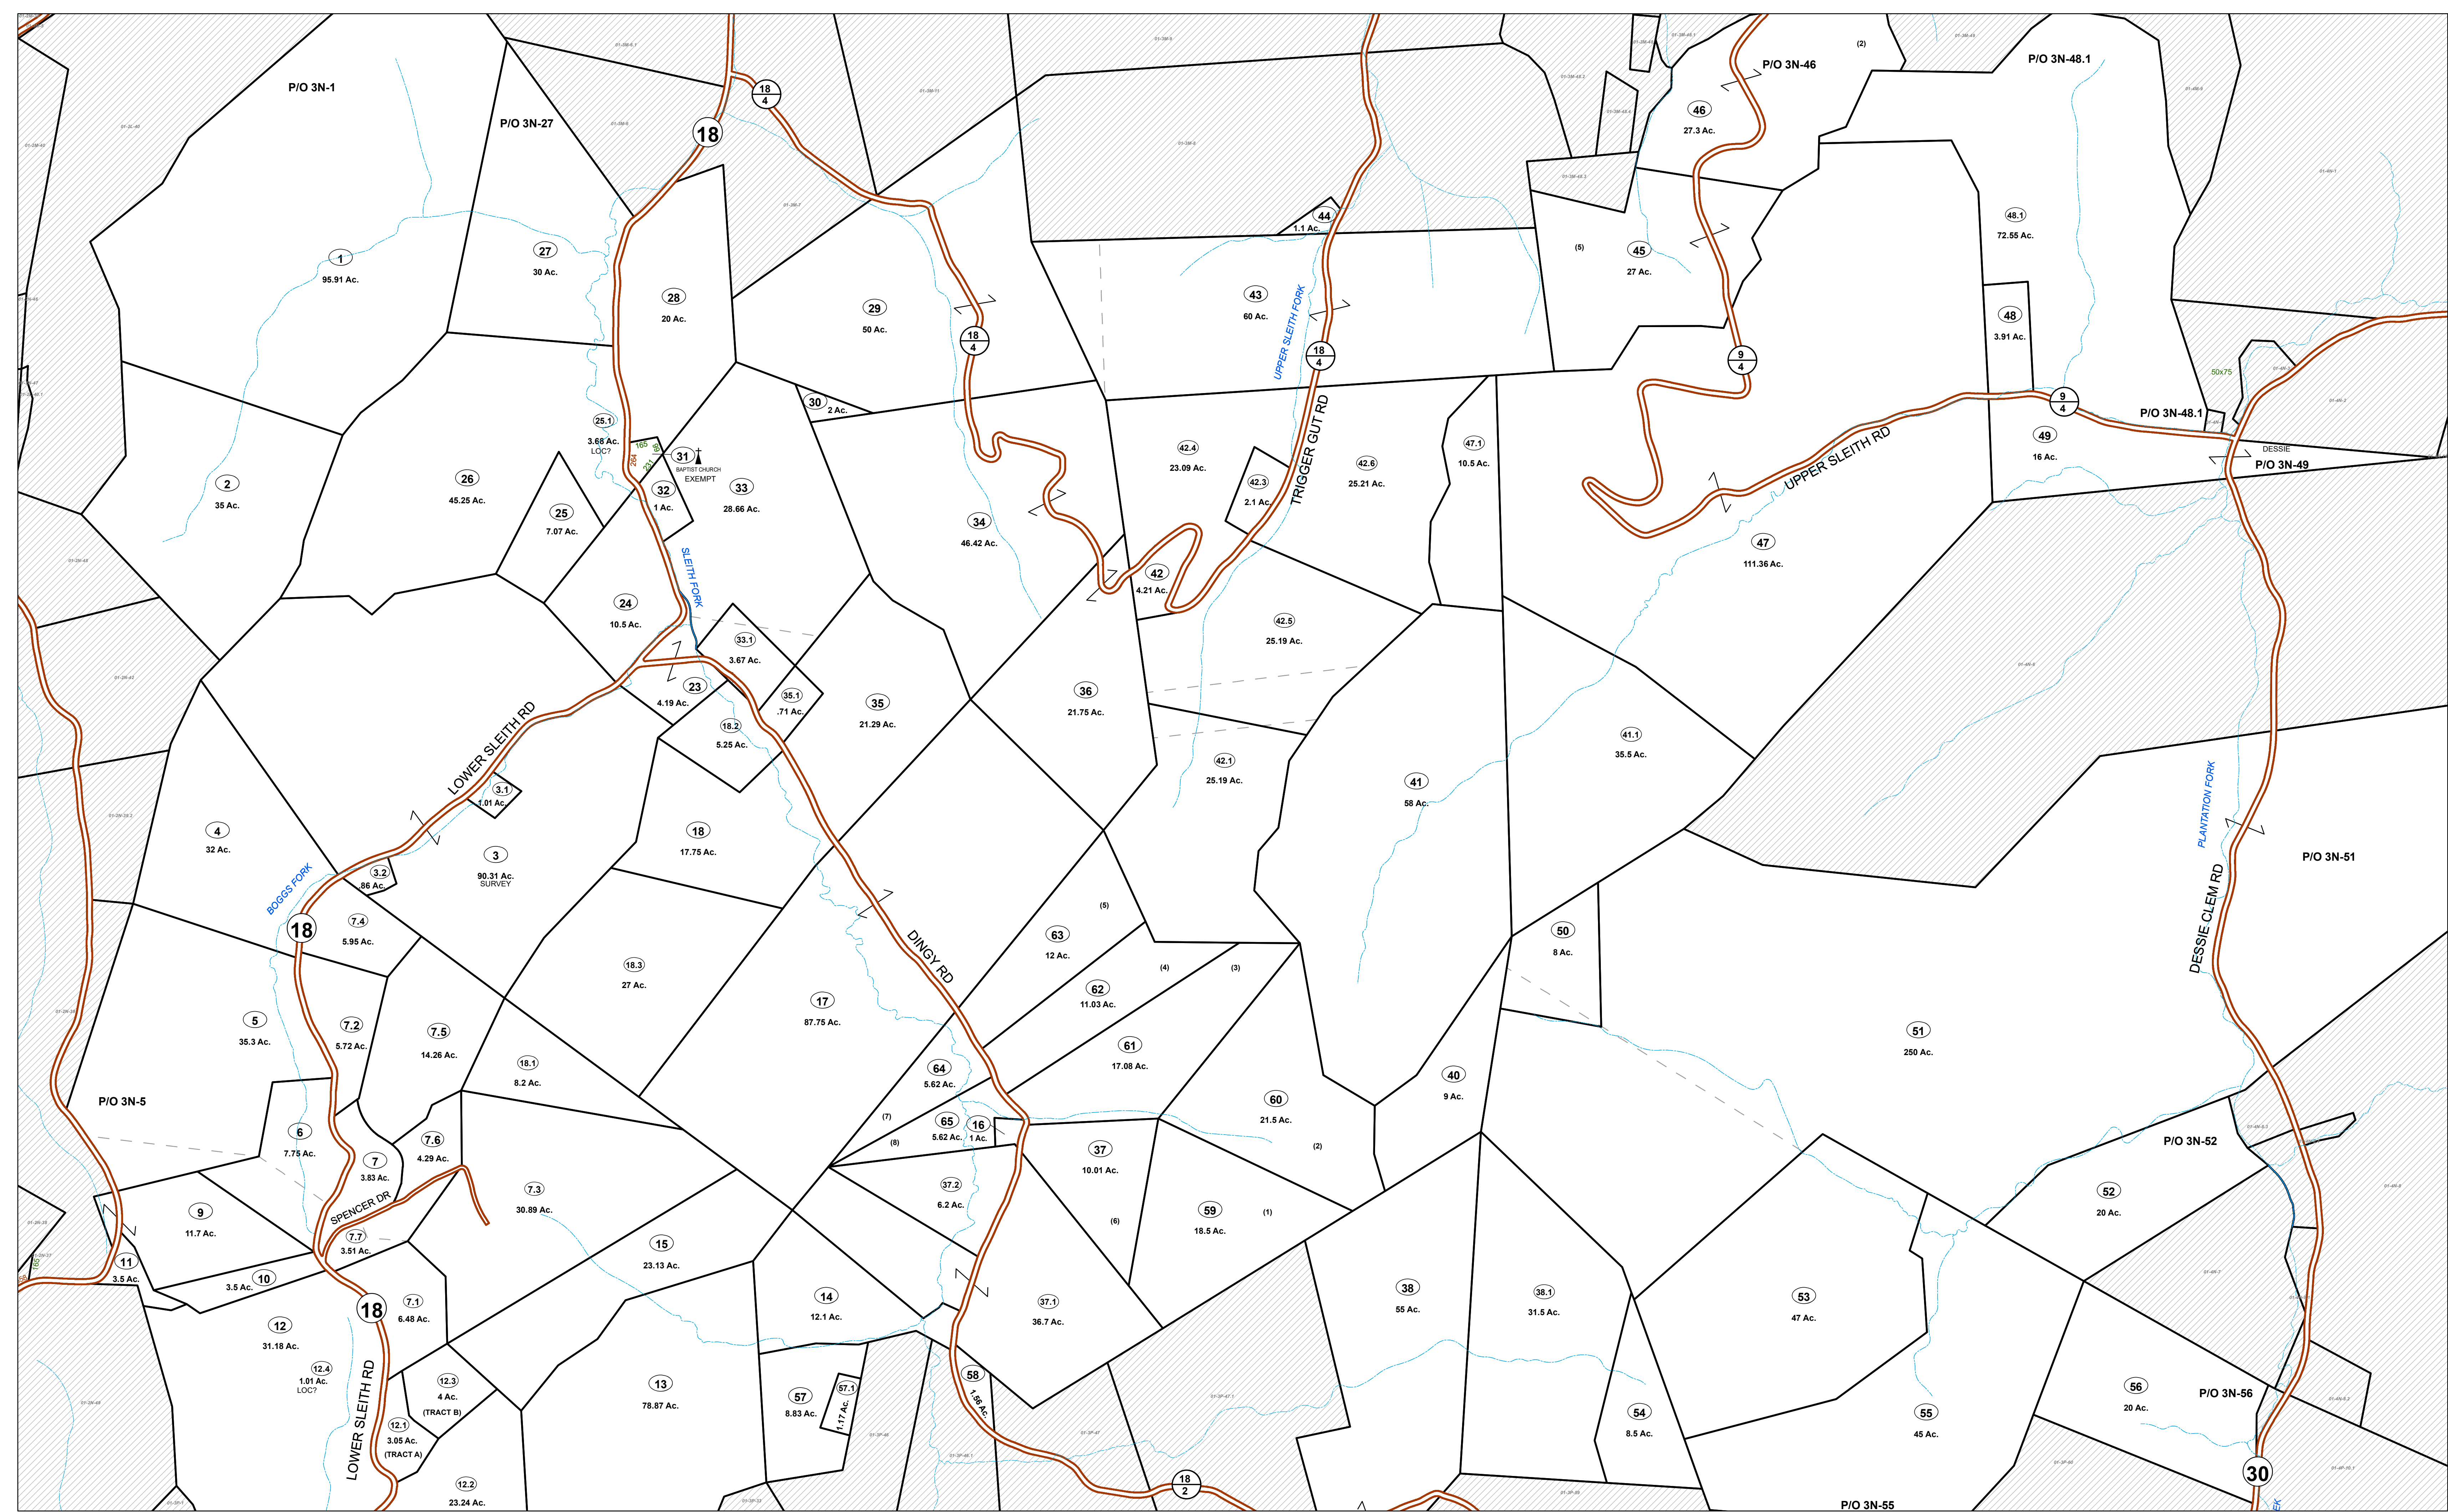 P/O 3N-1
P/O 3N-27
P/O 3N-46
P/O 3N-48.1
(2)
18
4
18
46
27.3 Ac.
44
1.1 Ac.
48.1
72.55 Ac.
1
95.91 Ac.
27
30 Ac.
28
20 Ac.
29
50 Ac.
43
60 Ac.
(5)
45
27 Ac.
48
3.91 Ac.
18
4
18
4
9
4
UPPER SLEITH FORK
50x75
9
4
P/O 3N-48.1
30
2 Ac.
25.1
3.68 Ac.
LOC?
165
264
231
31
BAPTIST CHURCH
EXEMPT
32
1 Ac.
33
28.66 Ac.
42.4
23.09 Ac.
42.3
2.1 Ac.
TRIGGER GUT RD
42.6
25.21 Ac.
47.1
10.5 Ac.
UPPER SLEITH RD
49
16 Ac.
DESSIE
P/O 3N-49
2
35 Ac.
26
45.25 Ac.
25
7.07 Ac.
34
46.42 Ac.
47
111.36 Ac.
SLEITH FORK
42
4.21 Ac.
24
10.5 Ac.
33.1
3.67 Ac.
42.5
25.19 Ac.
23
4.19 Ac.
35.1
.71 Ac.
35
21.29 Ac.
36
21.75 Ac.
18.2
5.25 Ac.
LOWER SLEITH RD
42.1
25.19 Ac.
41
58 Ac.
41.1
35.5 Ac.
3.1
1.01 Ac.
PLANTATION FORK
4
32 Ac.
18
17.75 Ac.
3
90.31 Ac.
SURVEY
3.2
.86 Ac.
BOGGS FORK
P/O 3N-51
18
7.4
5.95 Ac.
(5)
63
12 Ac.
50
8 Ac.
DINGY RD
DESSIE CLEM RD
18.3
27 Ac.
(4)
(3)
62
11.03 Ac.
17
87.75 Ac.
5
35.3 Ac.
7.2
5.72 Ac.
7.5
14.26 Ac.
51
250 Ac.
61
17.08 Ac.
18.1
8.2 Ac.
64
5.62 Ac.
40
9 Ac.
P/O 3N-5
60
21.5 Ac.
(7)
65
5.62 Ac.
16
1 Ac.
(8)
6
7.75 Ac.
7.6
4.29 Ac.
37
10.01 Ac.
(2)
P/O 3N-52
7
3.83 Ac.
7.3
30.89 Ac.
37.2
6.2 Ac.
52
20 Ac.
SPENCER DR
9
11.7 Ac.
59
18.5 Ac.
(1)
(6)
7.7
3.51 Ac.
15
23.13 Ac.
11
3.5 Ac.
10
3.5 Ac.
165
38
55 Ac.
38.1
31.5 Ac.
53
47 Ac.
14
12.1 Ac.
37.1
36.7 Ac.
18
7.1
6.48 Ac.
12
31.18 Ac.
12.4
1.01 Ac.
LOC?
LOWER SLEITH RD
12.3
4 Ac.
(TRACT B)
13
78.87 Ac.
57
8.83 Ac.
57.1
1.17 Ac.
58
1.56 Ac.
12.1
3.05 Ac.
(TRACT A)
54
8.5 Ac.
55
45 Ac.
56
20 Ac.
P/O 3N-56
12.2
23.24 Ac.
18
2
30
P/O 3N-55